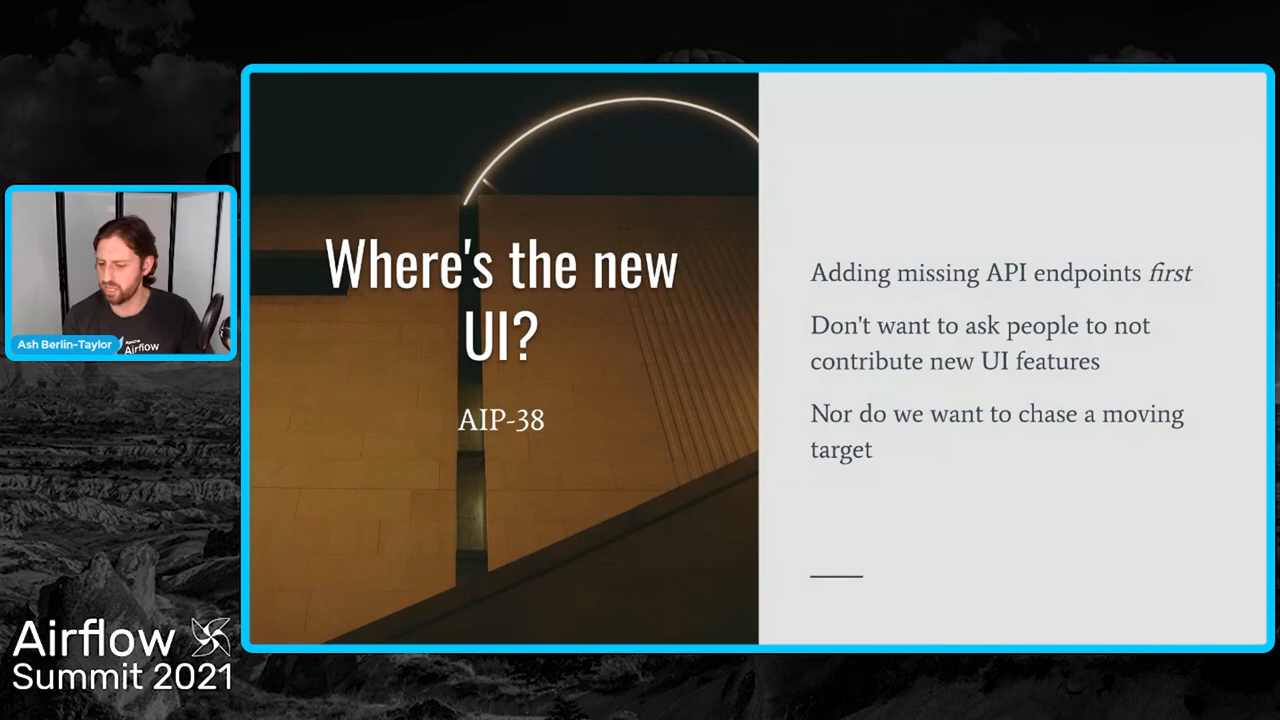 Where's the new
UI?
AIP-38
Adding missing API endpoints first
Don't want to ask people to not
contribute new UI features
Nor do we want to chase a moving
target
Ash Berlin-Taylor
Airflow
Airflow
Summit 2021